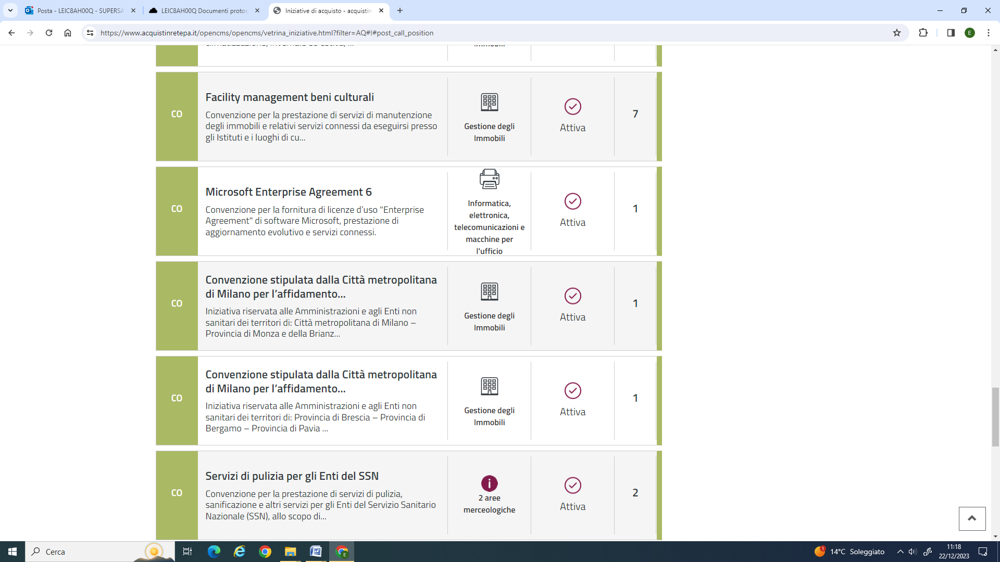 Posta - LEIC8AH00Q - SUPERSA
LEIC8AH00Q Documenti protoc
Iniziative di acquisto - acquistin
https://www.acquistinretepa.it/opencms/opencms/vetrina_iniziative.html?filter=AQ#!#post_call_position
E
CO
Facility management beni culturali
Convenzione per la prestazione di servizi di manutenzione
degli immobili e relativi servizi connessi da eseguirsi presso
gli Istituti e i luoghi di cu...
Gestione degli
Immobili
Attiva
7
CO
Microsoft Enterprise Agreement 6
Convenzione per la fornitura di licenze d’uso "Enterprise
Agreement" di software Microsoft, prestazione di
aggiornamento evolutivo e servizi connessi.
Informatica,
elettronica,
telecomunicazioni e
macchine per
l'ufficio
Attiva
1
CO
Convenzione stipulata dalla Città metropolitana
di Milano per l’affidamento...
Iniziativa riservata alle Amministrazioni e agli Enti non
sanitari dei territori di: Città metropolitana di Milano –
Provincia di Monza e della Brianz...
Gestione degli
Immobili
Attiva
1
CO
Convenzione stipulata dalla Città metropolitana
di Milano per l’affidamento...
Iniziativa riservata alle Amministrazioni e agli Enti non
sanitari dei territori di: Provincia di Brescia – Provincia di
Bergamo – Provincia di Pavia ...
Gestione degli
Immobili
Attiva
1
CO
Servizi di pulizia per gli Enti del SSN
Convenzione per la prestazione di servizi di pulizia,
sanificazione e altri servizi per gli Enti del Servizio Sanitario
Nazionale (SSN), allo scopo di...
2 aree
merceologiche
Attiva
2
Cerca
14°C Soleggiato
11:18
22/12/2023